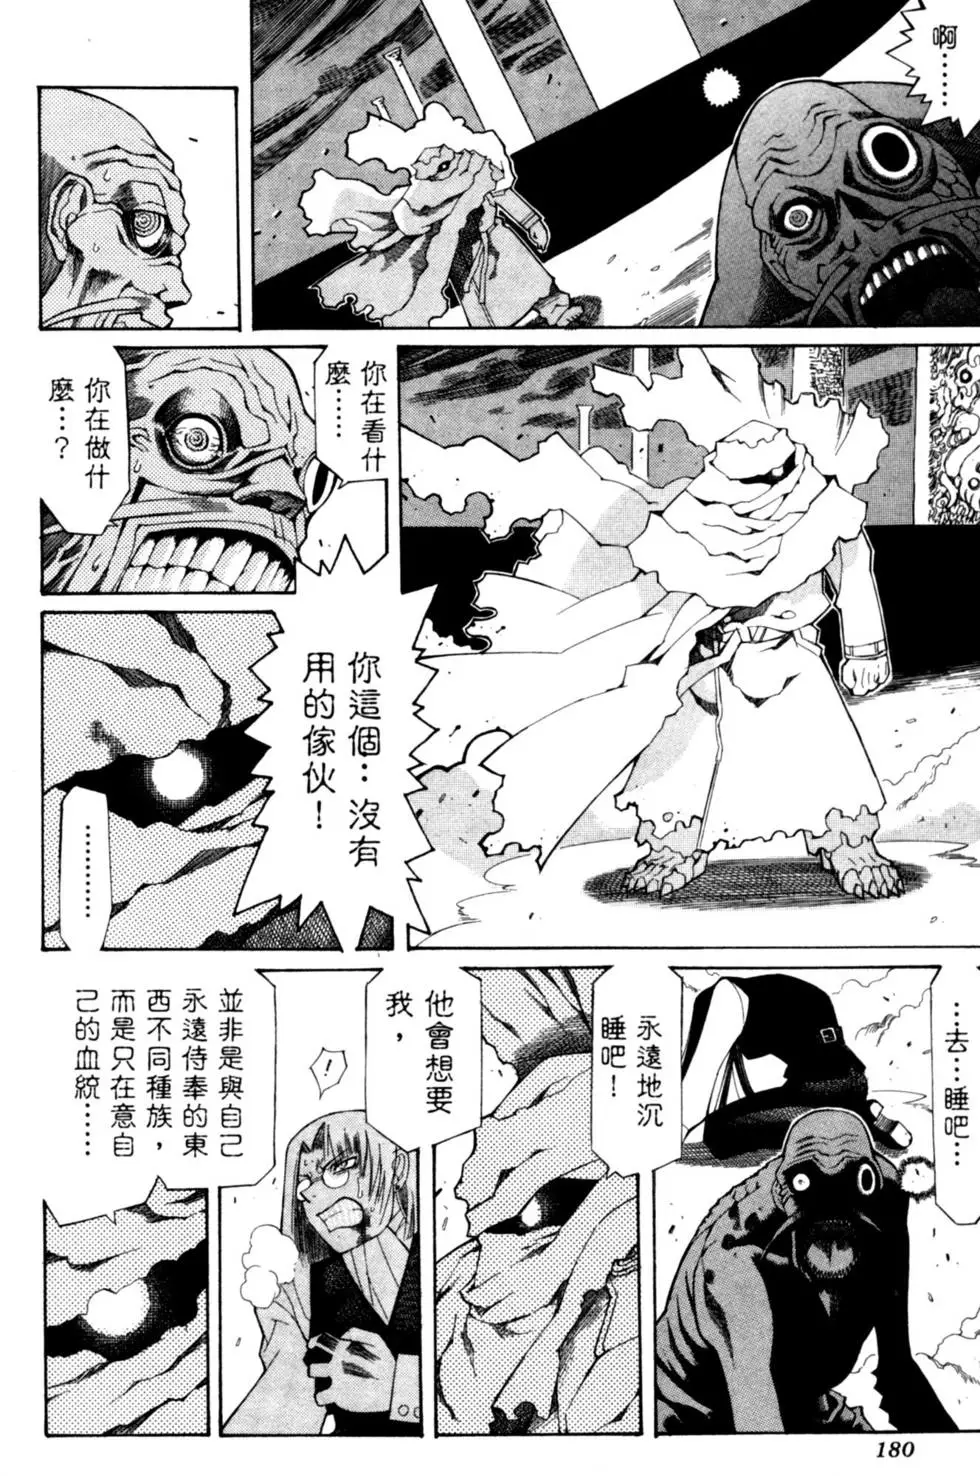 啊……
你在看什
麼……
你在做什
麼…？
你這個…沒有
用的傢伙！
…………
…去…睡吧…
永遠地沉
睡吧！
他會想要
我，
！
並非是與自己
永遠侍奉的東
西不同種族，
而是只在意自
己的血統……
180